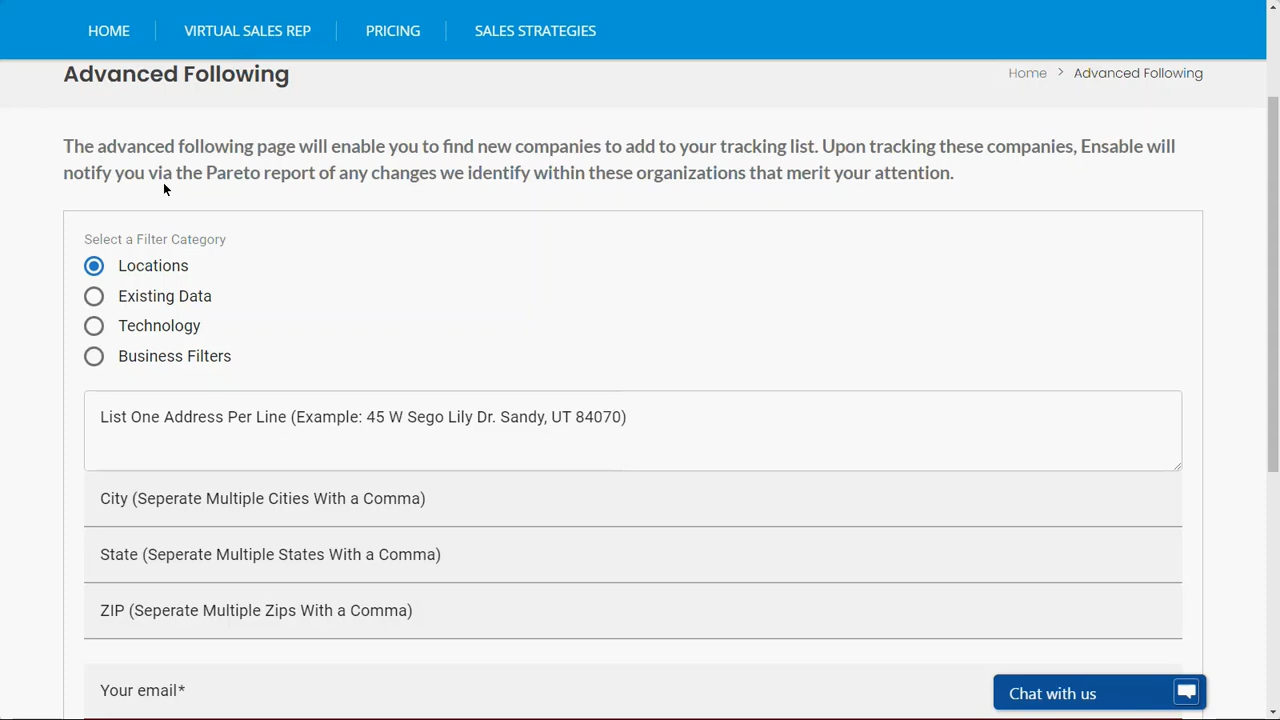 HOME VIRTUAL SALES REP PRICING SALES STRATEGIES
Advanced Following
Home > Advanced Following
The advanced following page will enable you to find new companies to add to your tracking list. Upon tracking these companies, Ensable will
notify you via the Pareto report of any changes we identify within these organizations that merit your attention.
Select a Filter Category
Locations
Existing Data
Technology
Business Filters
List One Address Per Line (Example: 45 W Sego Lily Dr. Sandy, UT 84070)
City (Seperate Multiple Cities With a Comma)
State (Seperate Multiple States With a Comma)
ZIP (Seperate Multiple Zips With a Comma)
Your email*
Chat with us